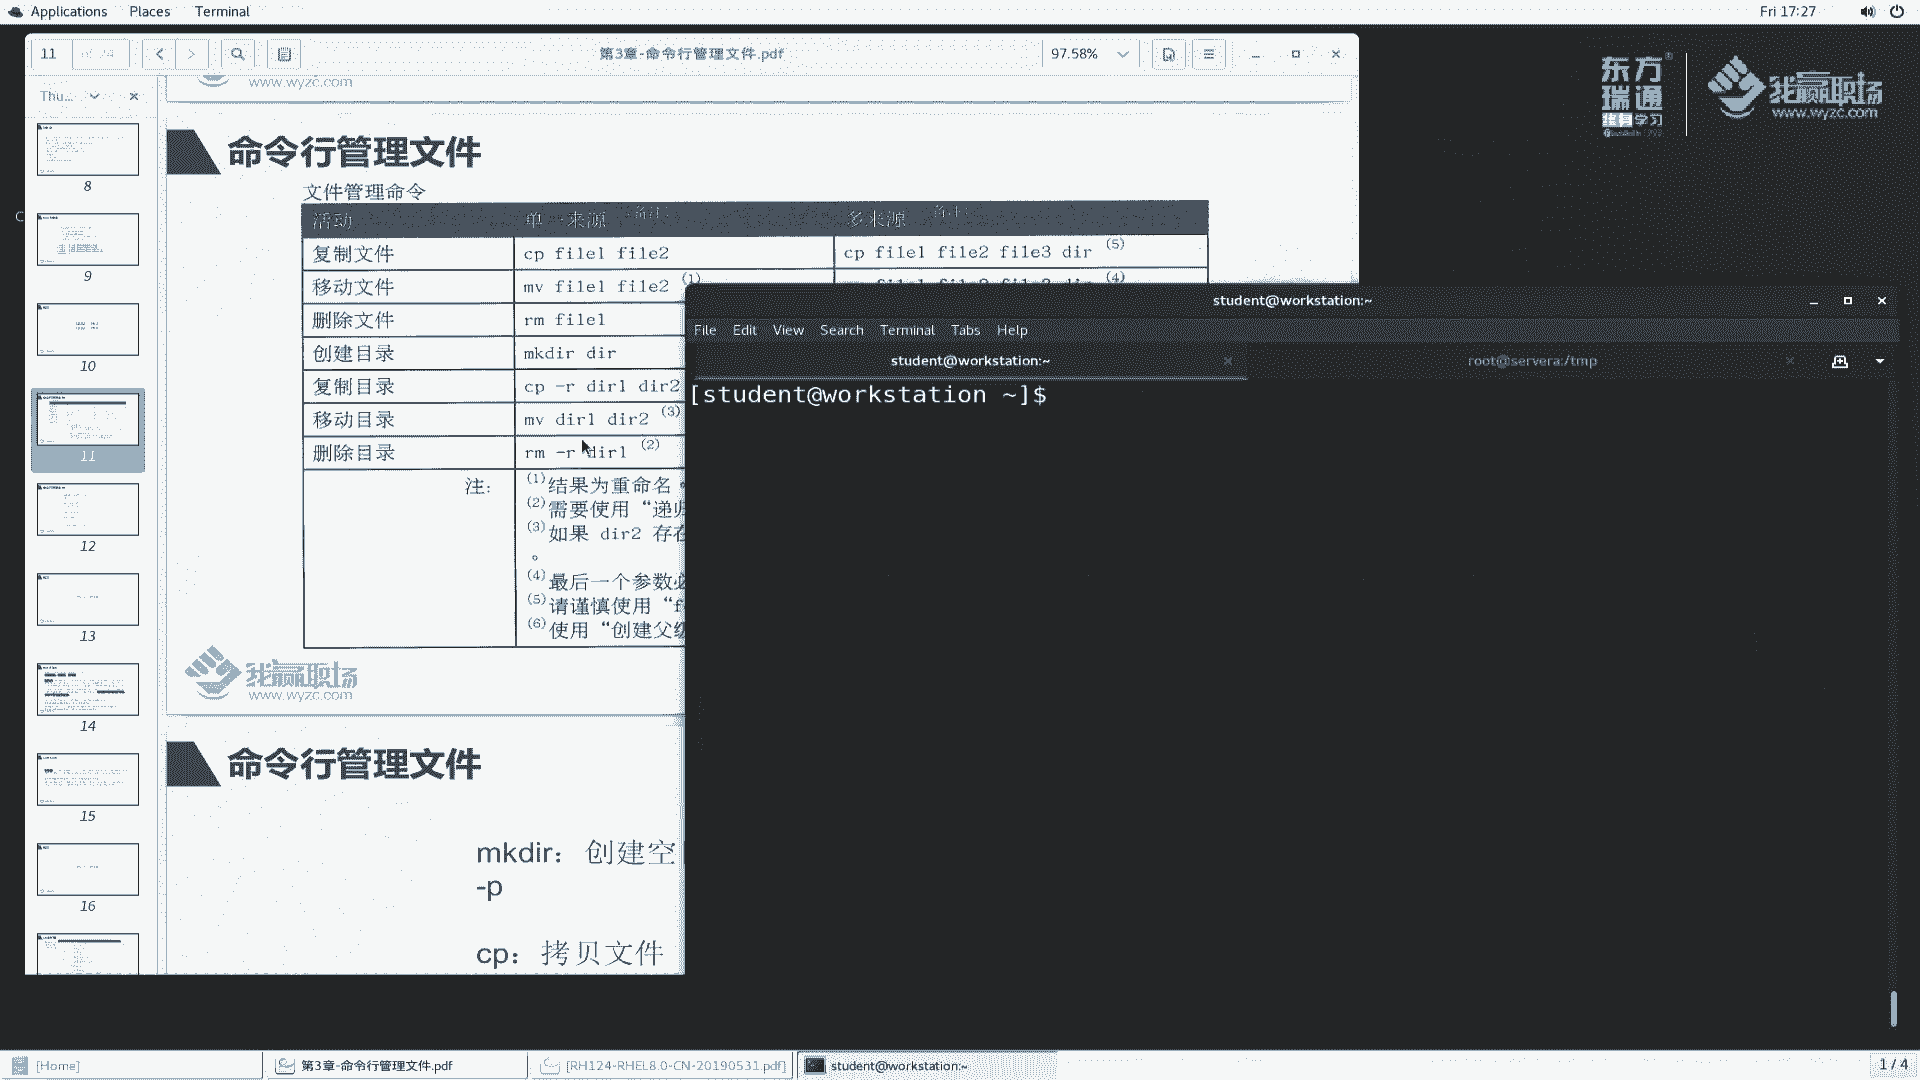 Applications Places Terminal
Fri 17:27
11
第3章-命令行管理文件.pdf
97.58%
Thu...
www.wyzc.com
东方瑞通
终身学习
我赢职场
www.wyzc.com
8
9
10
11
12
13
14
15
16
命令行管理文件
文件管理命令
活动 单一来源 多来源
复制文件 cp file1 file2 cp file1 file2 file3 dir (5)
移动文件 mv file1 file2 (1) (4)
删除文件 rm file1
创建目录 mkdir dir
复制目录 cp -r dir1 dir2
移动目录 mv dir1 dir2 (3)
删除目录 rm -r dir1 (2)
注: (1)结果为重命名
(2)需要使用“递归
(3)如果 dir2 存在
。
(4)最后一个参数必
(5)请谨慎使用“f
(6)使用“创建父级
我赢职场
www.wyzc.com
命令行管理文件
mkdir：创建空
-p
cp：拷贝文件
student@workstation:~
File Edit View Search Terminal Tabs Help
student@workstation:~
root@servera:/tmp
[student@workstation ~]$
[Home]
第3章-命令行管理文件.pdf
[RH124-RHEL8.0-CN-20190531.pdf]
student@workstation:~
1 / 4